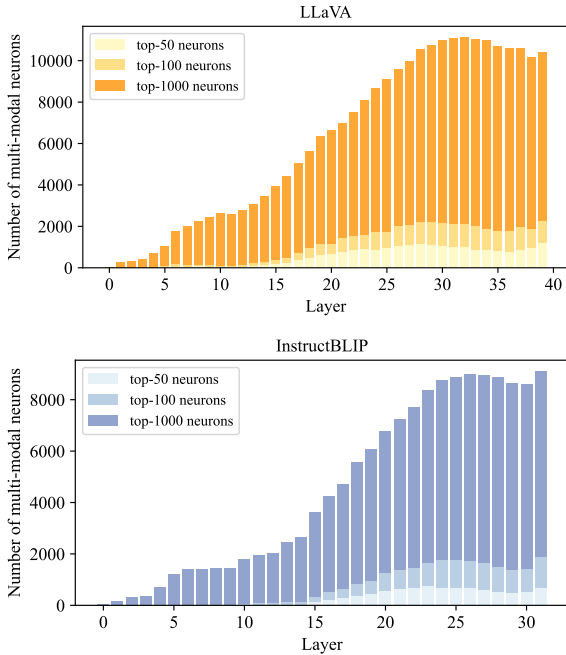 LLaVA
Number of multi-modal neurons
10000
8000
6000
4000
2000
0
top-50 neurons
top-100 neurons
top-1000 neurons
0 5 10 15 20 25 30 35 40
Layer
InstructBLIP
Number of multi-modal neurons
8000
6000
4000
2000
0
top-50 neurons
top-100 neurons
top-1000 neurons
0 5 10 15 20 25 30
Layer